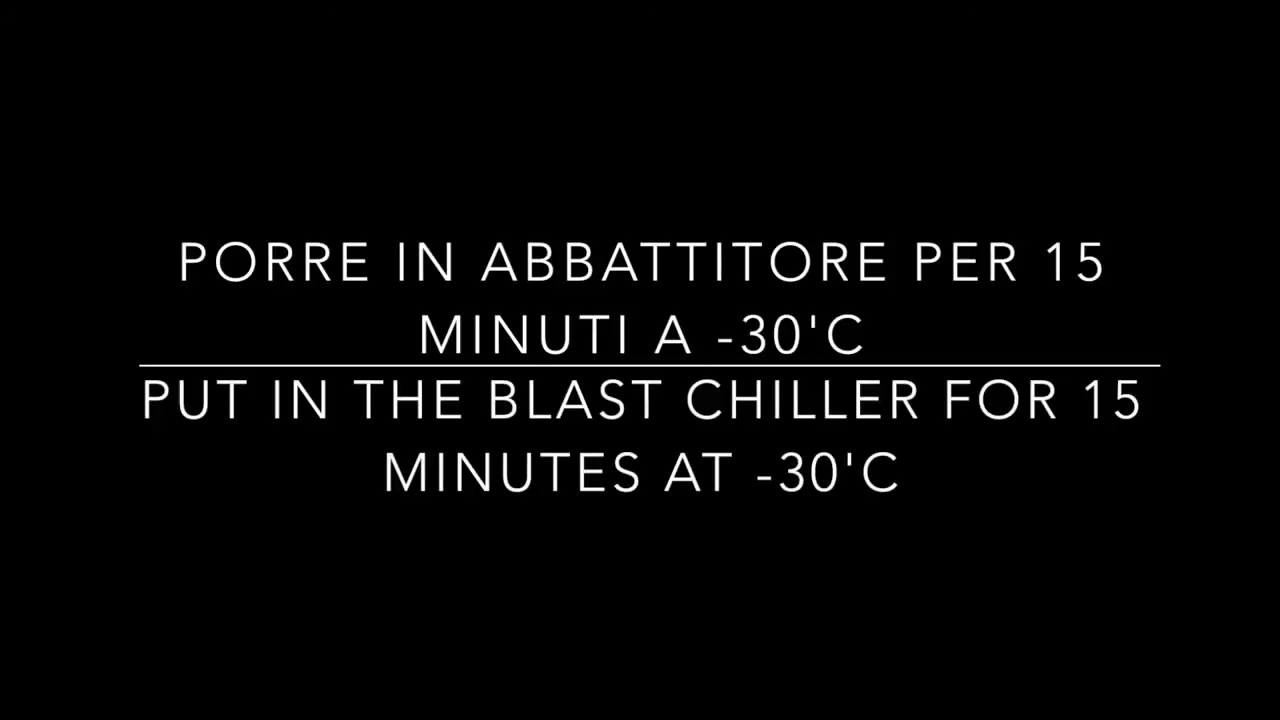 PORRE IN ABBATTITORE PER 15
MINUTI A -30'C
PUT IN THE BLAST CHILLER FOR 15
MINUTES AT -30'C